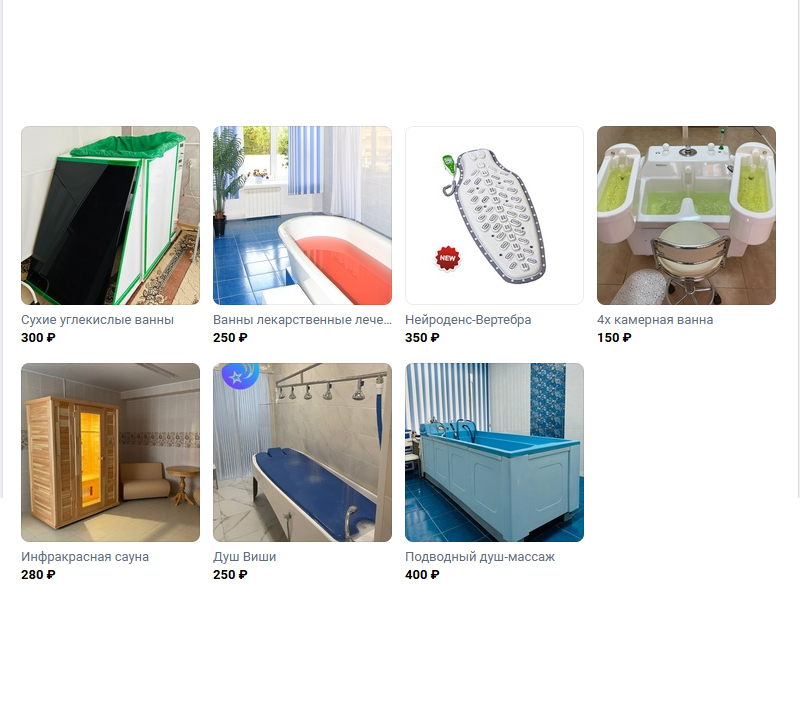 NEW
Сухие углекислые ванны
300 ₽
Ванны лекарственные лече...
250 ₽
Нейроденс-Вертебра
350 ₽
4х камерная ванна
150 ₽
Инфракрасная сауна
280 ₽
Душ Виши
250 ₽
Подводный душ-массаж
400 ₽